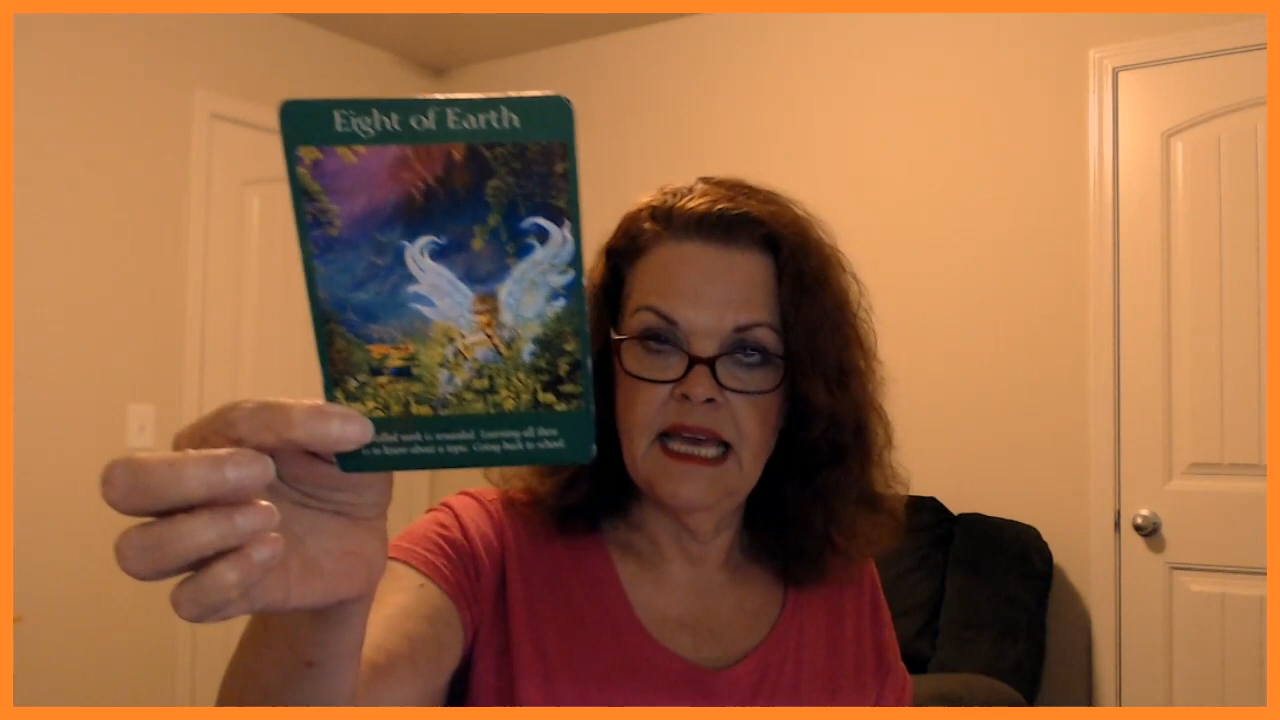 Eight of Earth
work is rewarded. Learning all there
is to know about a topic. Going back to school.